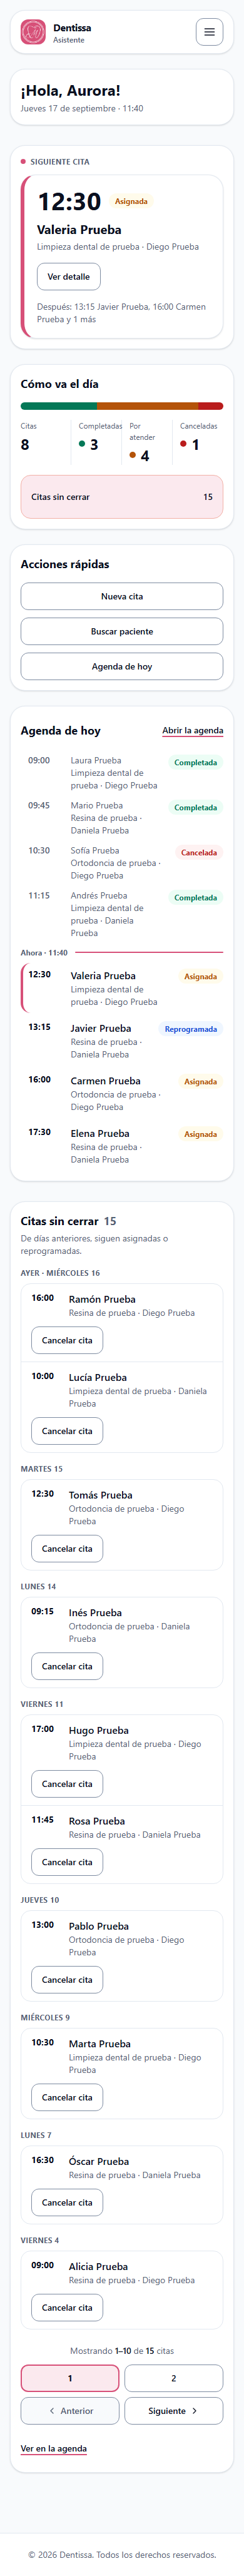 Dentissa
Asistente
¡Hola, Aurora!
Jueves 17 de septiembre · 11:40
SIGUIENTE CITA
12:30 Asignada
Valeria Prueba
Limpieza dental de prueba · Diego Prueba
Ver detalle
Después: 13:15 Javier Prueba, 16:00 Carmen
Prueba y 1 más
Cómo va el día
Citas
8
Completadas
3
Por
atender
4
Canceladas
1
Citas sin cerrar 15
Acciones rápidas
Nueva cita
Buscar paciente
Agenda de hoy
Agenda de hoy Abrir la agenda
09:00 Laura Prueba Completada
Limpieza dental de
prueba · Diego Prueba
09:45 Mario Prueba Completada
Resina de prueba ·
Daniela Prueba
10:30 Sofía Prueba Cancelada
Ortodoncia de prueba ·
Diego Prueba
11:15 Andrés Prueba Completada
Limpieza dental de
prueba · Daniela
Prueba
Ahora · 11:40
12:30 Valeria Prueba Asignada
Limpieza dental de
prueba · Diego Prueba
13:15 Javier Prueba Reprogramada
Resina de prueba ·
Daniela Prueba
16:00 Carmen Prueba Asignada
Ortodoncia de prueba ·
Diego Prueba
17:30 Elena Prueba Asignada
Resina de prueba ·
Daniela Prueba
Citas sin cerrar 15
De días anteriores, siguen asignadas o
reprogramadas.
AYER · MIÉRCOLES 16
16:00 Ramón Prueba
Resina de prueba · Diego Prueba
Cancelar cita
10:00 Lucía Prueba
Limpieza dental de prueba · Daniela
Prueba
Cancelar cita
MARTES 15
12:30 Tomás Prueba
Ortodoncia de prueba · Diego
Prueba
Cancelar cita
LUNES 14
09:15 Inés Prueba
Ortodoncia de prueba · Daniela
Prueba
Cancelar cita
VIERNES 11
17:00 Hugo Prueba
Limpieza dental de prueba · Diego
Prueba
Cancelar cita
11:45 Rosa Prueba
Resina de prueba · Daniela Prueba
Cancelar cita
JUEVES 10
13:00 Pablo Prueba
Ortodoncia de prueba · Diego
Prueba
Cancelar cita
MIÉRCOLES 9
10:30 Marta Prueba
Limpieza dental de prueba · Diego
Prueba
Cancelar cita
LUNES 7
16:30 Óscar Prueba
Resina de prueba · Daniela Prueba
Cancelar cita
VIERNES 4
09:00 Alicia Prueba
Resina de prueba · Diego Prueba
Cancelar cita
Mostrando 1–10 de 15 citas
1 2
Anterior Siguiente
Ver en la agenda
© 2026 Dentissa. Todos los derechos reservados.